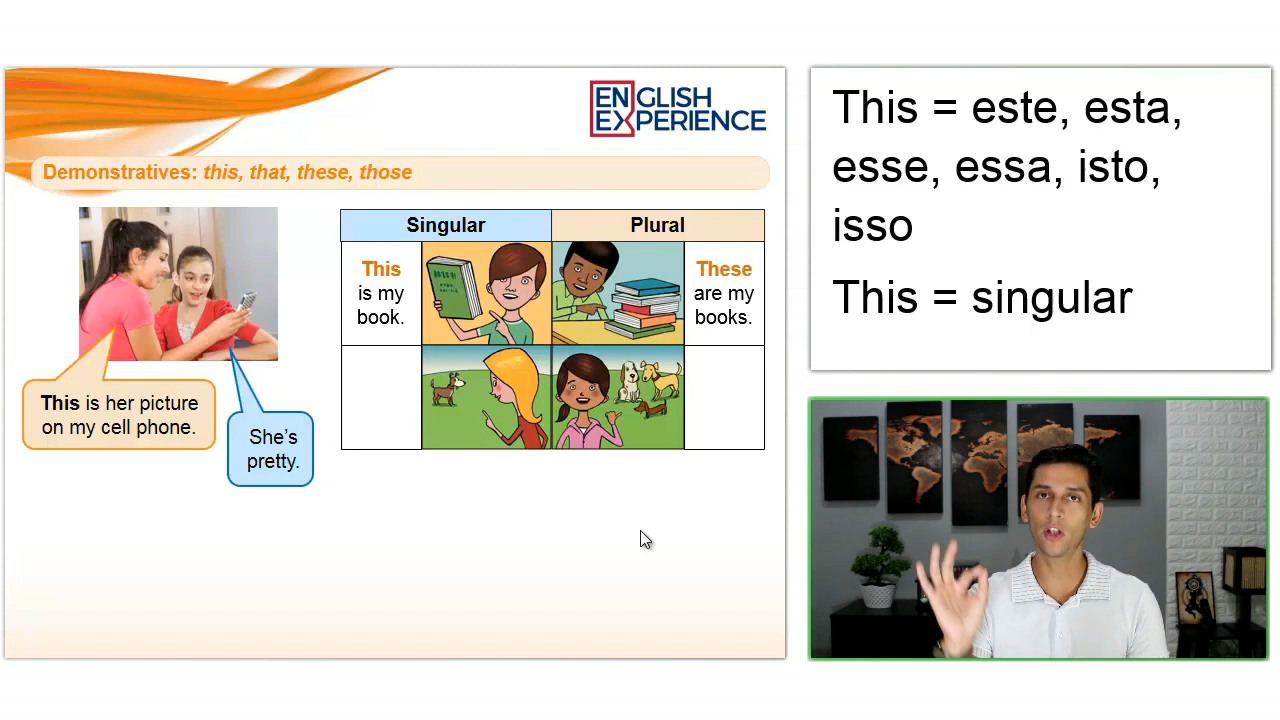 ENGLISH
EXPERIENCE
Demonstratives: this, that, these, those
Singular
Plural
This
is my
book.
These
are my
books.
This is her picture
on my cell phone.
She's
pretty.
This = este, esta,
esse, essa, isto,
isso
This = singular